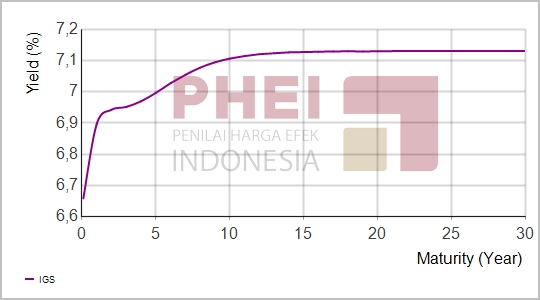 Yield (%)
7,2
7,1
7
6,9
6,8
6,7
6,6
PHEI
PENILAI HARGA EFEK
INDONESIA
0 5 10 15 20 25 30
Maturity (Year)
IGS